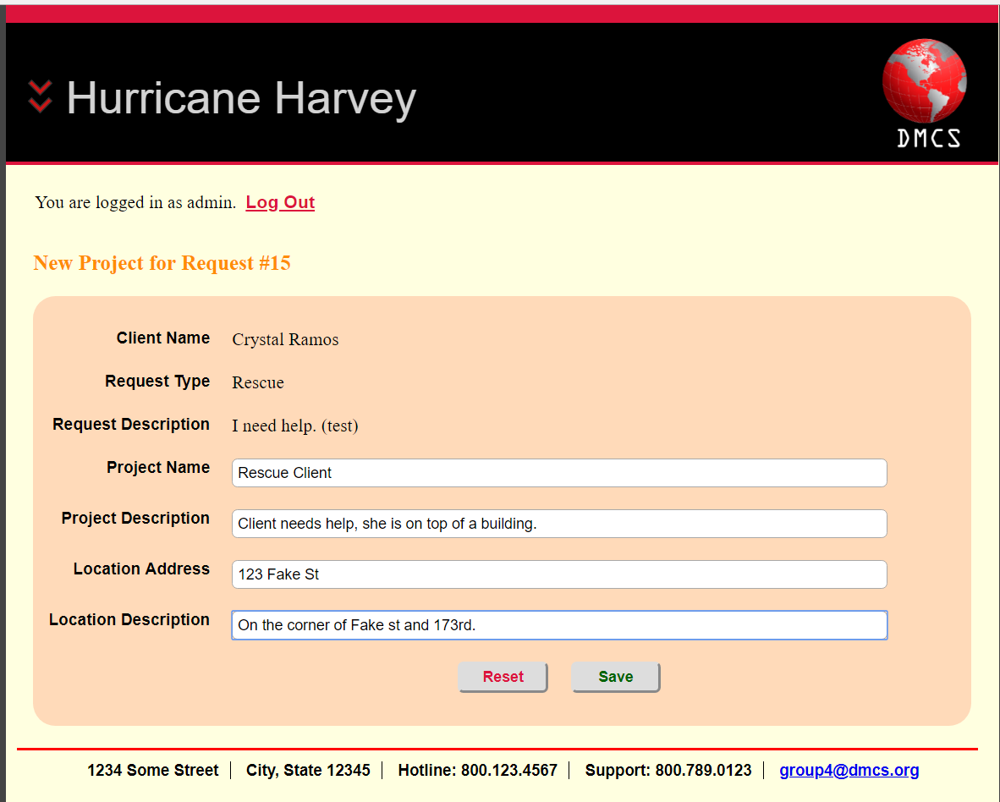 Hurricane Harvey
DMCS
You are logged in as admin. Log Out
New Project for Request #15
Client Name Crystal Ramos
Request Type Rescue
Request Description I need help. (test)
Project Name Rescue Client
Project Description Client needs help, she is on top of a building.
Location Address 123 Fake St
Location Description On the corner of Fake st and 173rd.
Reset Save
1234 Some Street | City, State 12345 | Hotline: 800.123.4567 | Support: 800.789.0123 | group4@dmcs.org